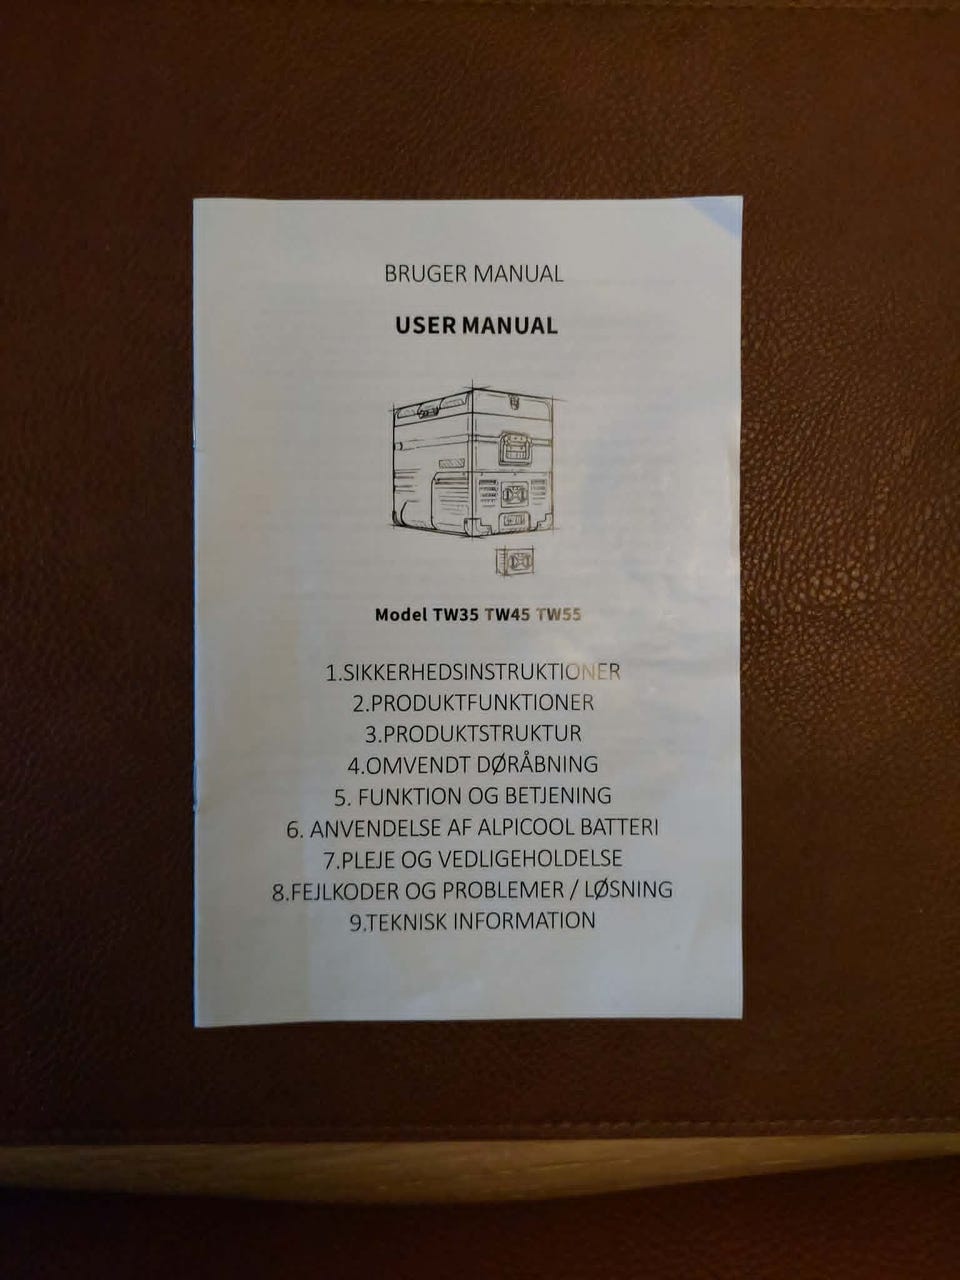 BRUGER MANUAL
USER MANUAL
Model TW35 TW45 TW55
1.SIKKERHEDSINSTRUKTIONER
2.PRODUKTFUNKTIONER
3.PRODUKTSTRUKTUR
4.OMVENDT DØRÅBNING
5. FUNKTION OG BETJENING
6. ANVENDELSE AF ALPICOOL BATTERI
7.PLEJE OG VEDLIGEHOLDELSE
8.FEJLKODER OG PROBLEMER / LØSNING
9.TEKNISK INFORMATION